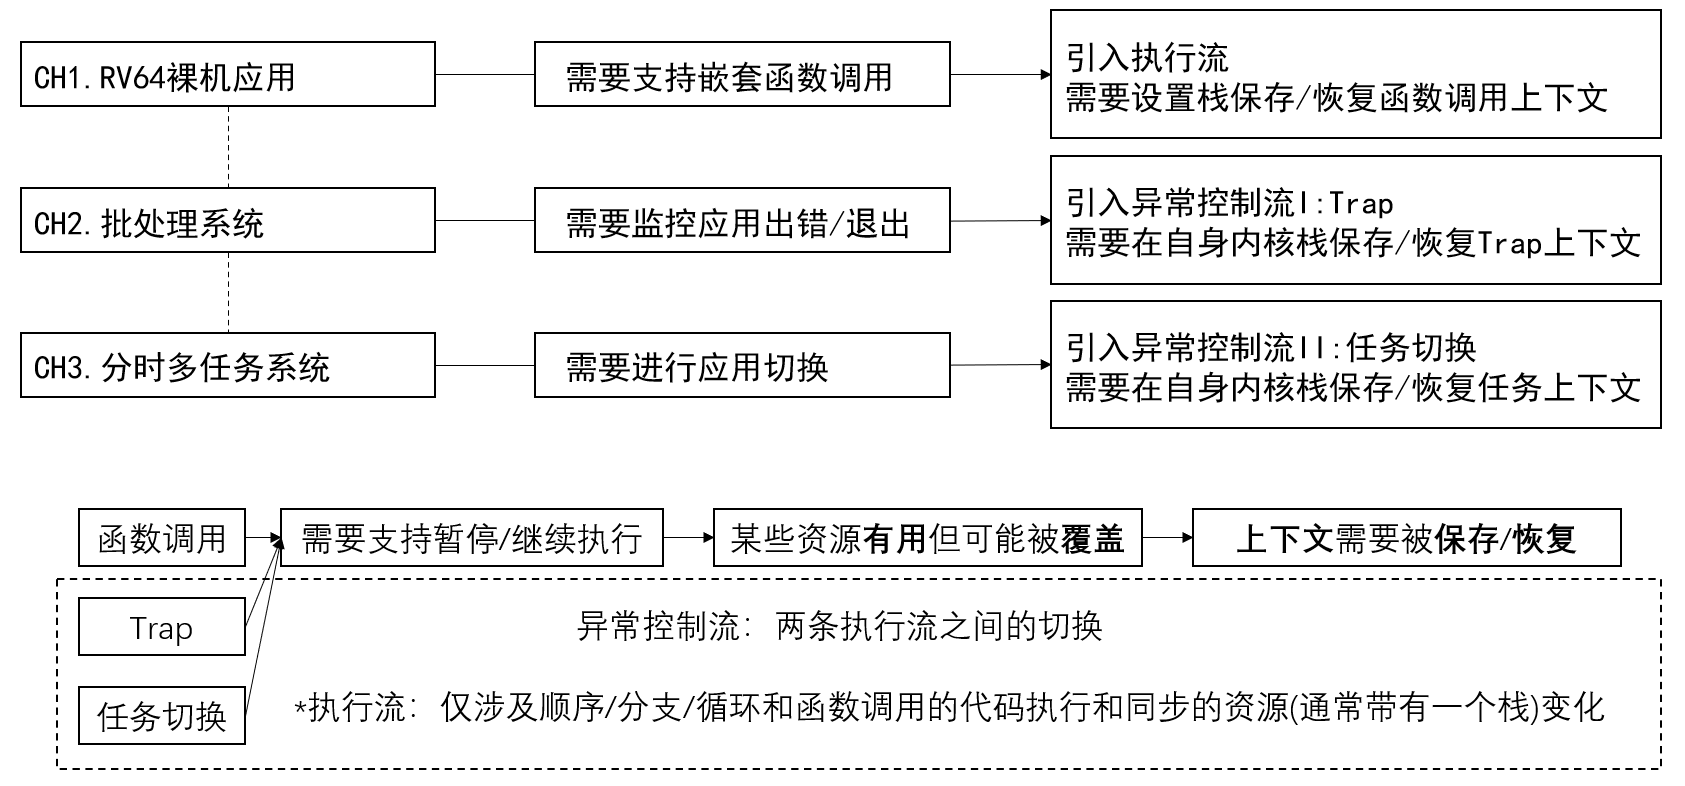 CH1.RV64裸机应用
需要支持嵌套函数调用
引入执行流
需要设置栈保存/恢复函数调用上下文
CH2.批处理系统
需要监控应用出错/退出
引入异常控制流I:Trap
需要在自身内核栈保存/恢复Trap上下文
CH3.分时多任务系统
需要进行应用切换
引入异常控制流II:任务切换
需要在自身内核栈保存/恢复任务上下文
函数调用
需要支持暂停/继续执行
某些资源有用但可能被覆盖
上下文需要被保存/恢复
Trap
异常控制流：两条执行流之间的切换
任务切换
*执行流：仅涉及顺序/分支/循环和函数调用的代码执行和同步的资源(通常带有一个栈)变化